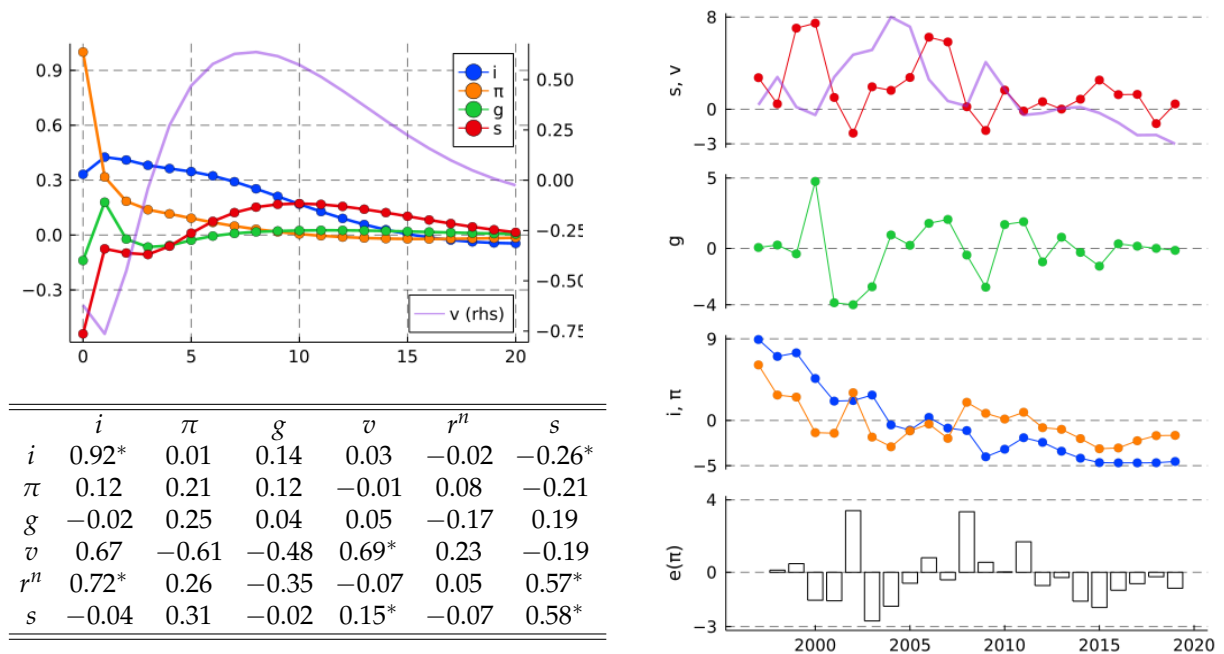 0.9
0.6
0.3
0.0
−0.3
0.50
0.25
0.00
−0.25
−0.50
−0.75
i
π
g
s
v (rhs)
0 5 10 15 20
i π g v rⁿ s
i 0.92* 0.01 0.14 0.03 −0.02 −0.26*
π 0.12 0.21 0.12 −0.01 0.08 −0.21
g −0.02 0.25 0.04 0.05 −0.17 0.19
v 0.67 −0.61 −0.48 0.69* 0.23 −0.19
rⁿ 0.72* 0.26 −0.35 −0.07 0.05 0.57*
s −0.04 0.31 −0.02 0.15* −0.07 0.58*
s, v
8
0
−3
g
5
0
−4
i, π
9
0
−5
e(π)
4
0
−3
2000 2005 2010 2015 2020